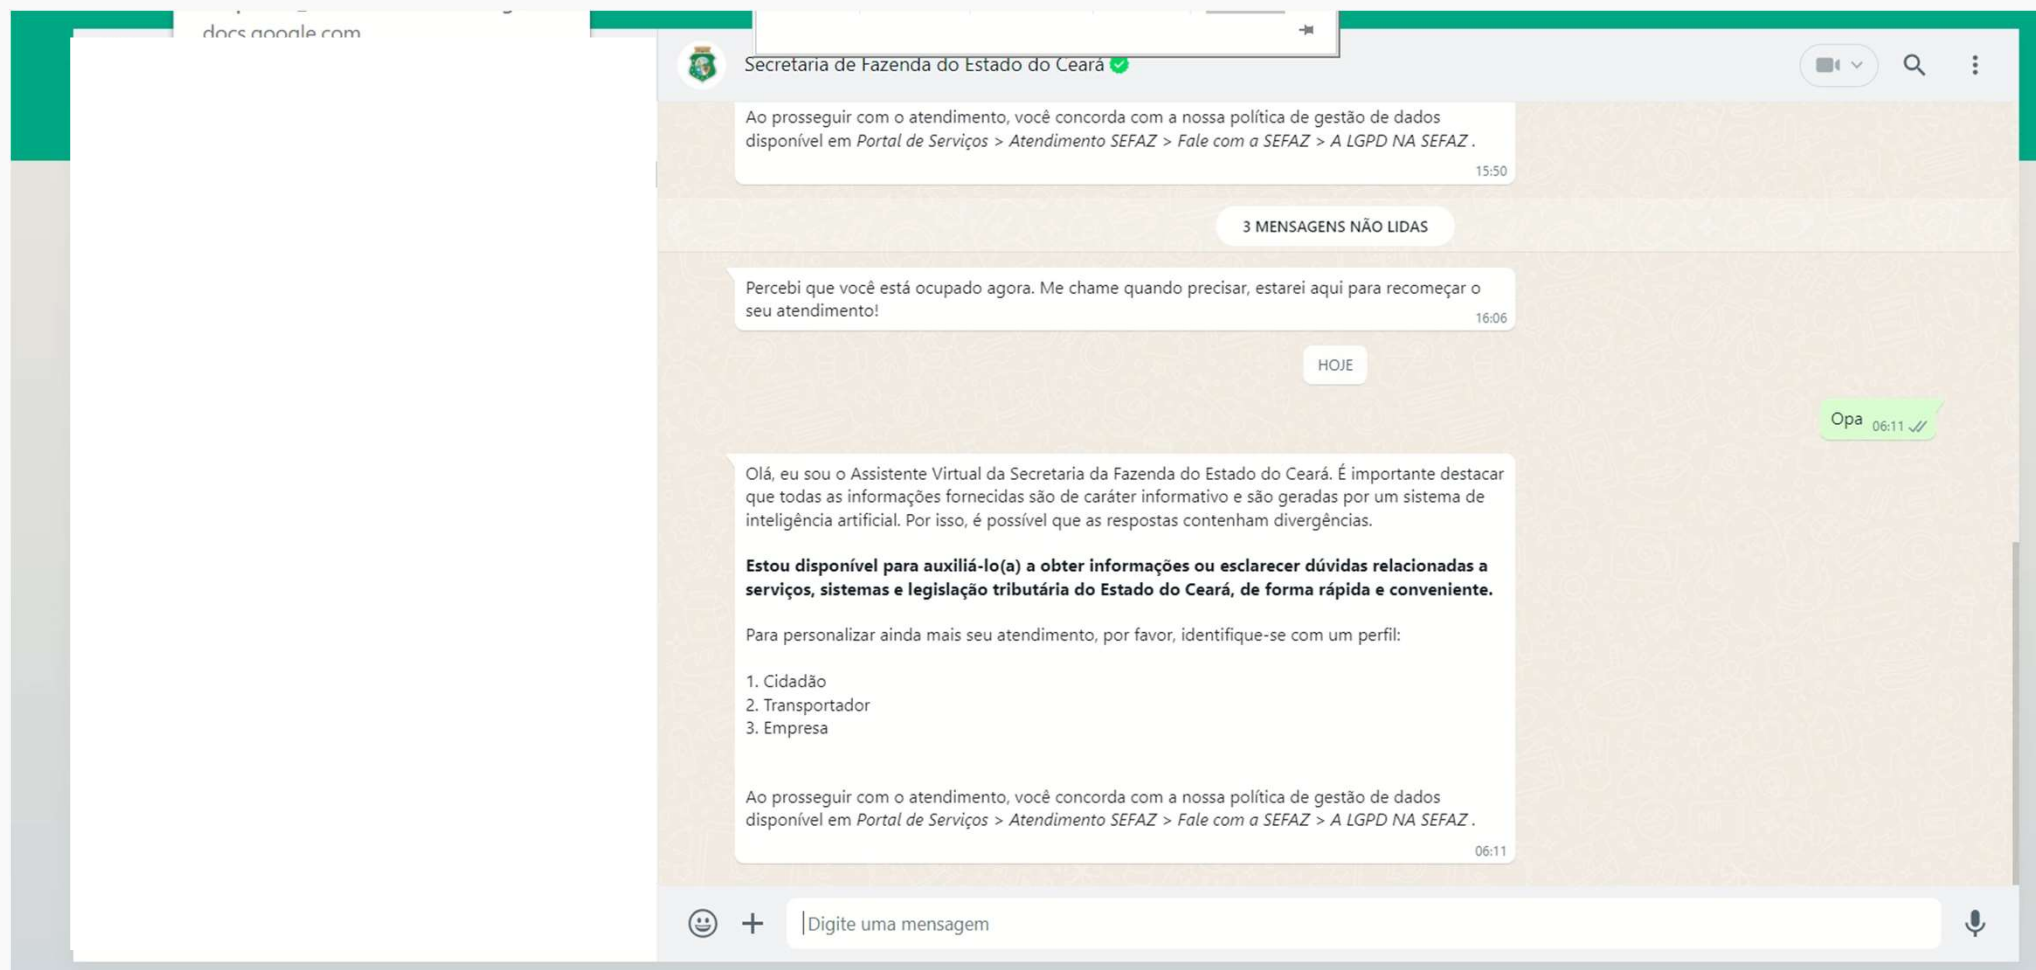 docs.google.com
Secretaria de Fazenda do Estado do Ceará
Ao prosseguir com o atendimento, você concorda com a nossa política de gestão de dados
disponível em Portal de Serviços > Atendimento SEFAZ > Fale com a SEFAZ > A LGPD NA SEFAZ .
15:50
3 MENSAGENS NÃO LIDAS
Percebi que você está ocupado agora. Me chame quando precisar, estarei aqui para recomeçar o
seu atendimento!
16:06
HOJE
Opa 06:11
Olá, eu sou o Assistente Virtual da Secretaria da Fazenda do Estado do Ceará. É importante destacar
que todas as informações fornecidas são de caráter informativo e são geradas por um sistema de
inteligência artificial. Por isso, é possível que as respostas contenham divergências.
Estou disponível para auxiliá-lo(a) a obter informações ou esclarecer dúvidas relacionadas a
serviços, sistemas e legislação tributária do Estado do Ceará, de forma rápida e conveniente.
Para personalizar ainda mais seu atendimento, por favor, identifique-se com um perfil:
1. Cidadão
2. Transportador
3. Empresa
Ao prosseguir com o atendimento, você concorda com a nossa política de gestão de dados
disponível em Portal de Serviços > Atendimento SEFAZ > Fale com a SEFAZ > A LGPD NA SEFAZ .
06:11
Digite uma mensagem